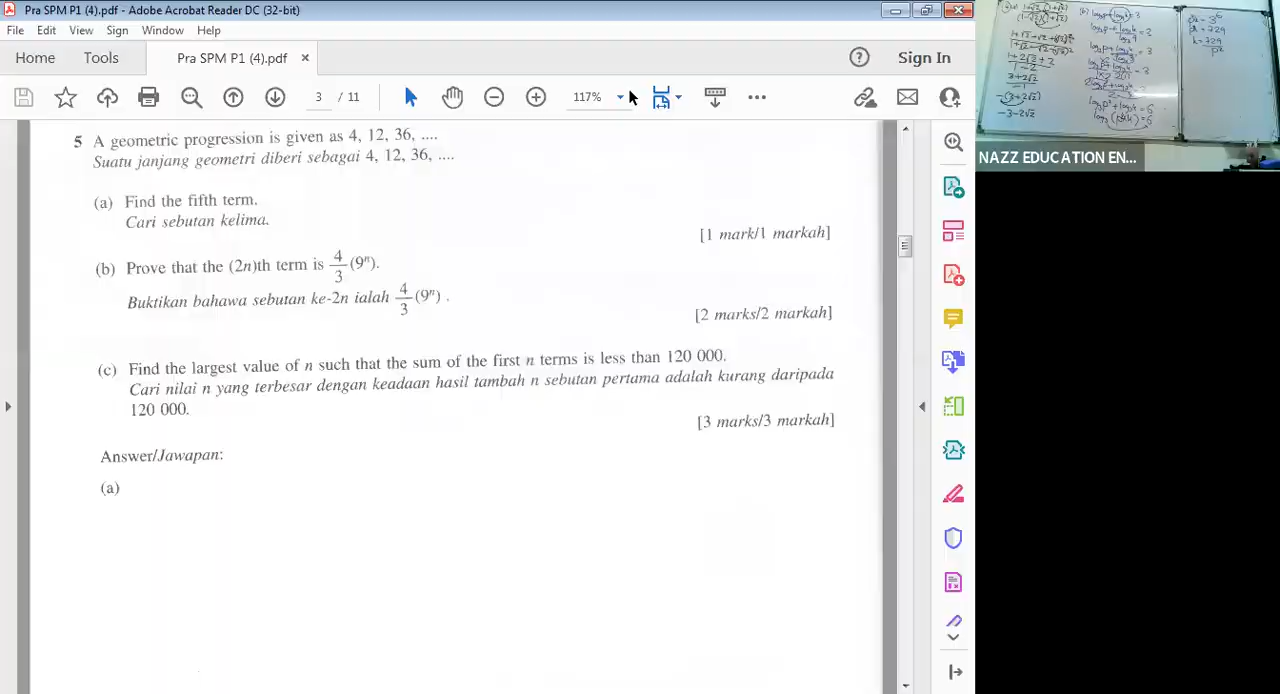 Pra SPM P1 (4).pdf - Adobe Acrobat Reader DC (32-bit)
File Edit View Sign Window Help
Home Tools Pra SPM P1 (4).pdf × Sign In
3 / 11 117%
5 A geometric progression is given as 4, 12, 36, ....
Suatu janjang geometri diberi sebagai 4, 12, 36, ....
(a) Find the fifth term.
Cari sebutan kelima.
[1 mark/1 markah]
(b) Prove that the (2n)th term is 4/3 (9ⁿ).
Buktikan bahawa sebutan ke-2n ialah 4/3 (9ⁿ) .
[2 marks/2 markah]
(c) Find the largest value of n such that the sum of the first n terms is less than 120 000.
Cari nilai n yang terbesar dengan keadaan hasil tambah n sebutan pertama adalah kurang daripada
120 000.
[3 marks/3 markah]
Answer/Jawapan:
(a)
NAZZ EDUCATION EN...